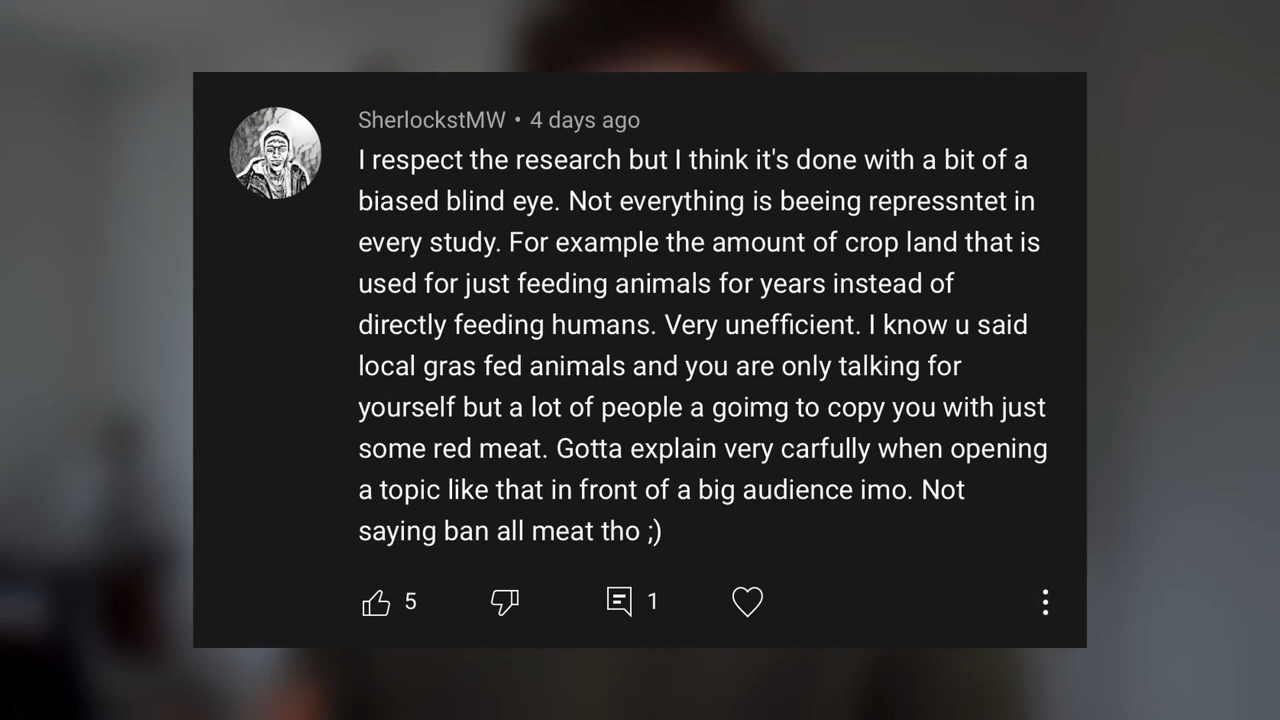 SherlockstMW • 4 days ago
I respect the research but I think it's done with a bit of a
biased blind eye. Not everything is beeing repressntet in
every study. For example the amount of crop land that is
used for just feeding animals for years instead of
directly feeding humans. Very unefficient. I know u said
local gras fed animals and you are only talking for
yourself but a lot of people a goimg to copy you with just
some red meat. Gotta explain very carfully when opening
a topic like that in front of a big audience imo. Not
saying ban all meat tho ;)
5 1